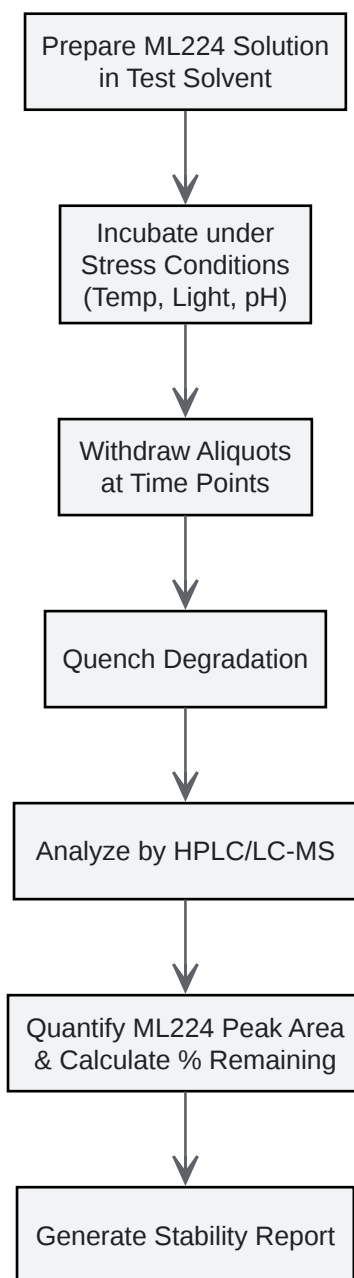 Prepare ML224 Solution
in Test Solvent
Incubate under
Stress Conditions
(Temp, Light, pH)
Withdraw Aliquots
at Time Points
Quench Degradation
Analyze by HPLC/LC-MS
Quantify ML224 Peak Area
& Calculate % Remaining
Generate Stability Report